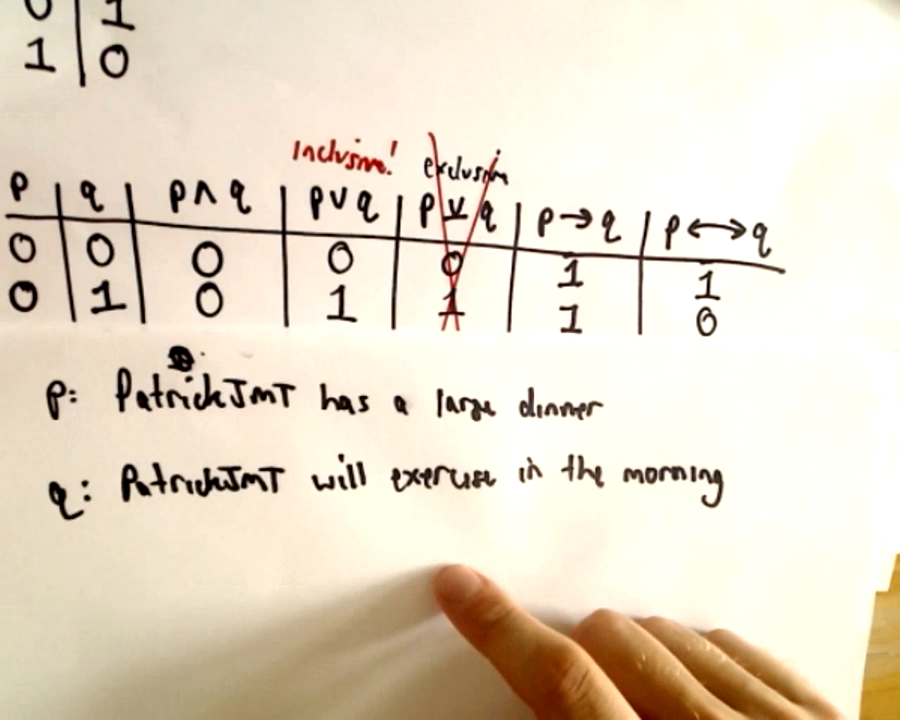 0 | 1
1 | 0
Inclusive! exclusive
p | q | p ∧ q | p ∨ q | p ⊻ q | p → q | p ↔ q
0 | 0 | 0 | 0 | 0 | 1 | 1
0 | 1 | 0 | 1 | 1 | 1 | 0
p: PatrickJMT has a large dinner
q: PatrickJMT will exercise in the morning